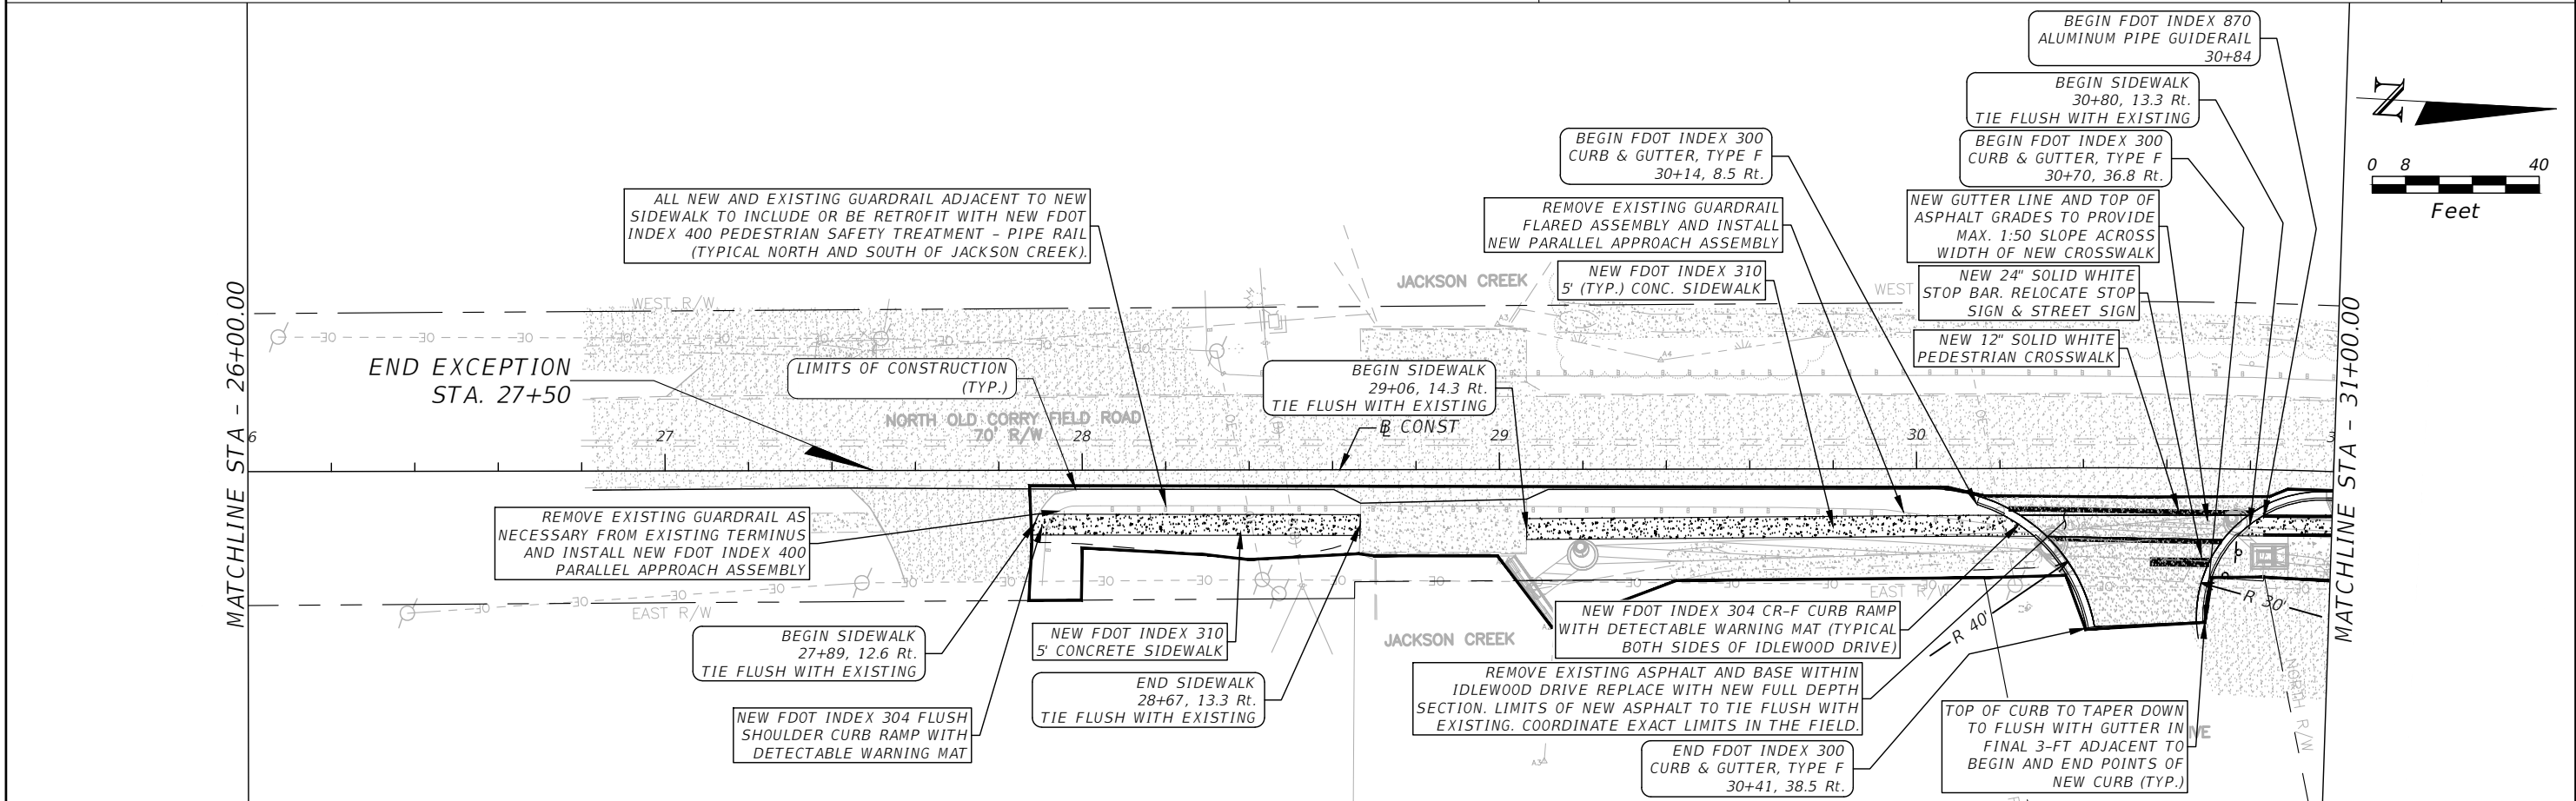 BEGIN FDOT INDEX 870
ALUMINUM PIPE GUIDERAIL
30+84
BEGIN SIDEWALK
30+80, 13.3 Rt.
TIE FLUSH WITH EXISTING
BEGIN FDOT INDEX 300
CURB & GUTTER, TYPE F
30+70, 36.8 Rt.
N
0 8 40
Feet
BEGIN FDOT INDEX 300
CURB & GUTTER, TYPE F
30+14, 8.5 Rt.
ALL NEW AND EXISTING GUARDRAIL ADJACENT TO NEW
SIDEWALK TO INCLUDE OR BE RETROFIT WITH NEW FDOT
INDEX 400 PEDESTRIAN SAFETY TREATMENT - PIPE RAIL
(TYPICAL NORTH AND SOUTH OF JACKSON CREEK).
REMOVE EXISTING GUARDRAIL
FLARED ASSEMBLY AND INSTALL
NEW PARALLEL APPROACH ASSEMBLY
NEW GUTTER LINE AND TOP OF
ASPHALT GRADES TO PROVIDE
MAX. 1:50 SLOPE ACROSS
WIDTH OF NEW CROSSWALK
NEW FDOT INDEX 310
5' (TYP.) CONC. SIDEWALK
NEW 24" SOLID WHITE
STOP BAR. RELOCATE STOP
SIGN & STREET SIGN
NEW 12" SOLID WHITE
PEDESTRIAN CROSSWALK
JACKSON CREEK
WEST R/W
WEST
MATCHLINE STA - 26+00.00
MATCHLINE STA - 31+00.00
END EXCEPTION
STA. 27+50
LIMITS OF CONSTRUCTION
(TYP.)
BEGIN SIDEWALK
29+06, 14.3 Rt.
TIE FLUSH WITH EXISTING
NORTH OLD CORRY FIELD ROAD
70' R/W
B CONST
6 27 28 29 30 3
REMOVE EXISTING GUARDRAIL AS
NECESSARY FROM EXISTING TERMINUS
AND INSTALL NEW FDOT INDEX 400
PARALLEL APPROACH ASSEMBLY
EAST R/W
EAST R/W
BEGIN SIDEWALK
27+89, 12.6 Rt.
TIE FLUSH WITH EXISTING
NEW FDOT INDEX 310
5' CONCRETE SIDEWALK
JACKSON CREEK
NEW FDOT INDEX 304 CR-F CURB RAMP
WITH DETECTABLE WARNING MAT (TYPICAL
BOTH SIDES OF IDLEWOOD DRIVE)
R 40'
R 30'
END SIDEWALK
28+67, 13.3 Rt.
TIE FLUSH WITH EXISTING
REMOVE EXISTING ASPHALT AND BASE WITHIN
IDLEWOOD DRIVE REPLACE WITH NEW FULL DEPTH
SECTION. LIMITS OF NEW ASPHALT TO TIE FLUSH WITH
EXISTING. COORDINATE EXACT LIMITS IN THE FIELD.
NEW FDOT INDEX 304 FLUSH
SHOULDER CURB RAMP WITH
DETECTABLE WARNING MAT
TOP OF CURB TO TAPER DOWN
TO FLUSH WITH GUTTER IN
FINAL 3-FT ADJACENT TO
BEGIN AND END POINTS OF
NEW CURB (TYP.)
NORTH R/W
END FDOT INDEX 300
CURB & GUTTER, TYPE F
30+41, 38.5 Rt.